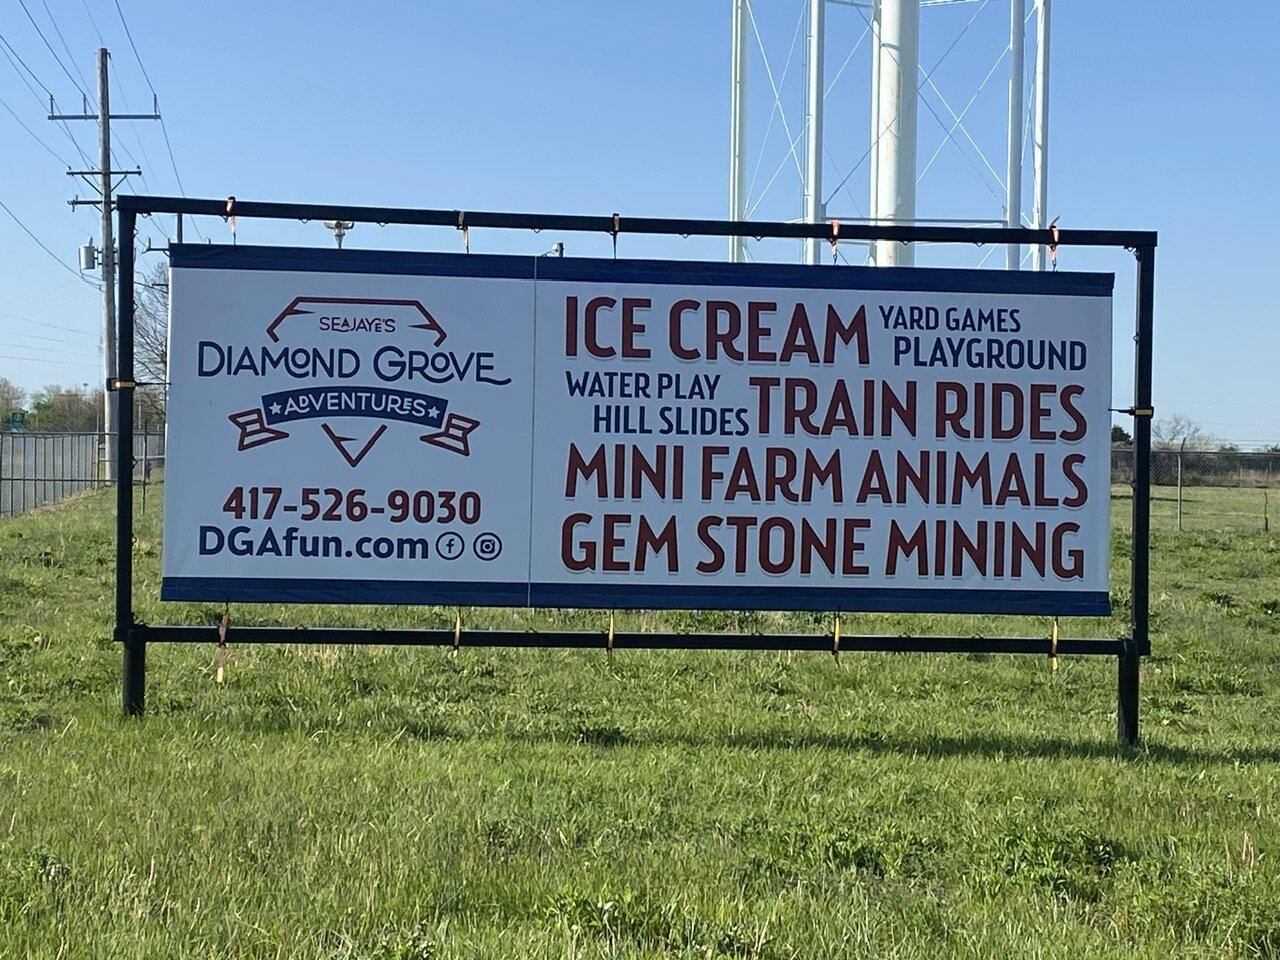 SEAJAYE'S
DIAMOND GROVE
ADVENTURES
417-526-9030
DGAfun.com
ICE CREAM
YARD GAMES
PLAYGROUND
WATER PLAY
HILL SLIDES
TRAIN RIDES
MINI FARM ANIMALS
GEM STONE MINING